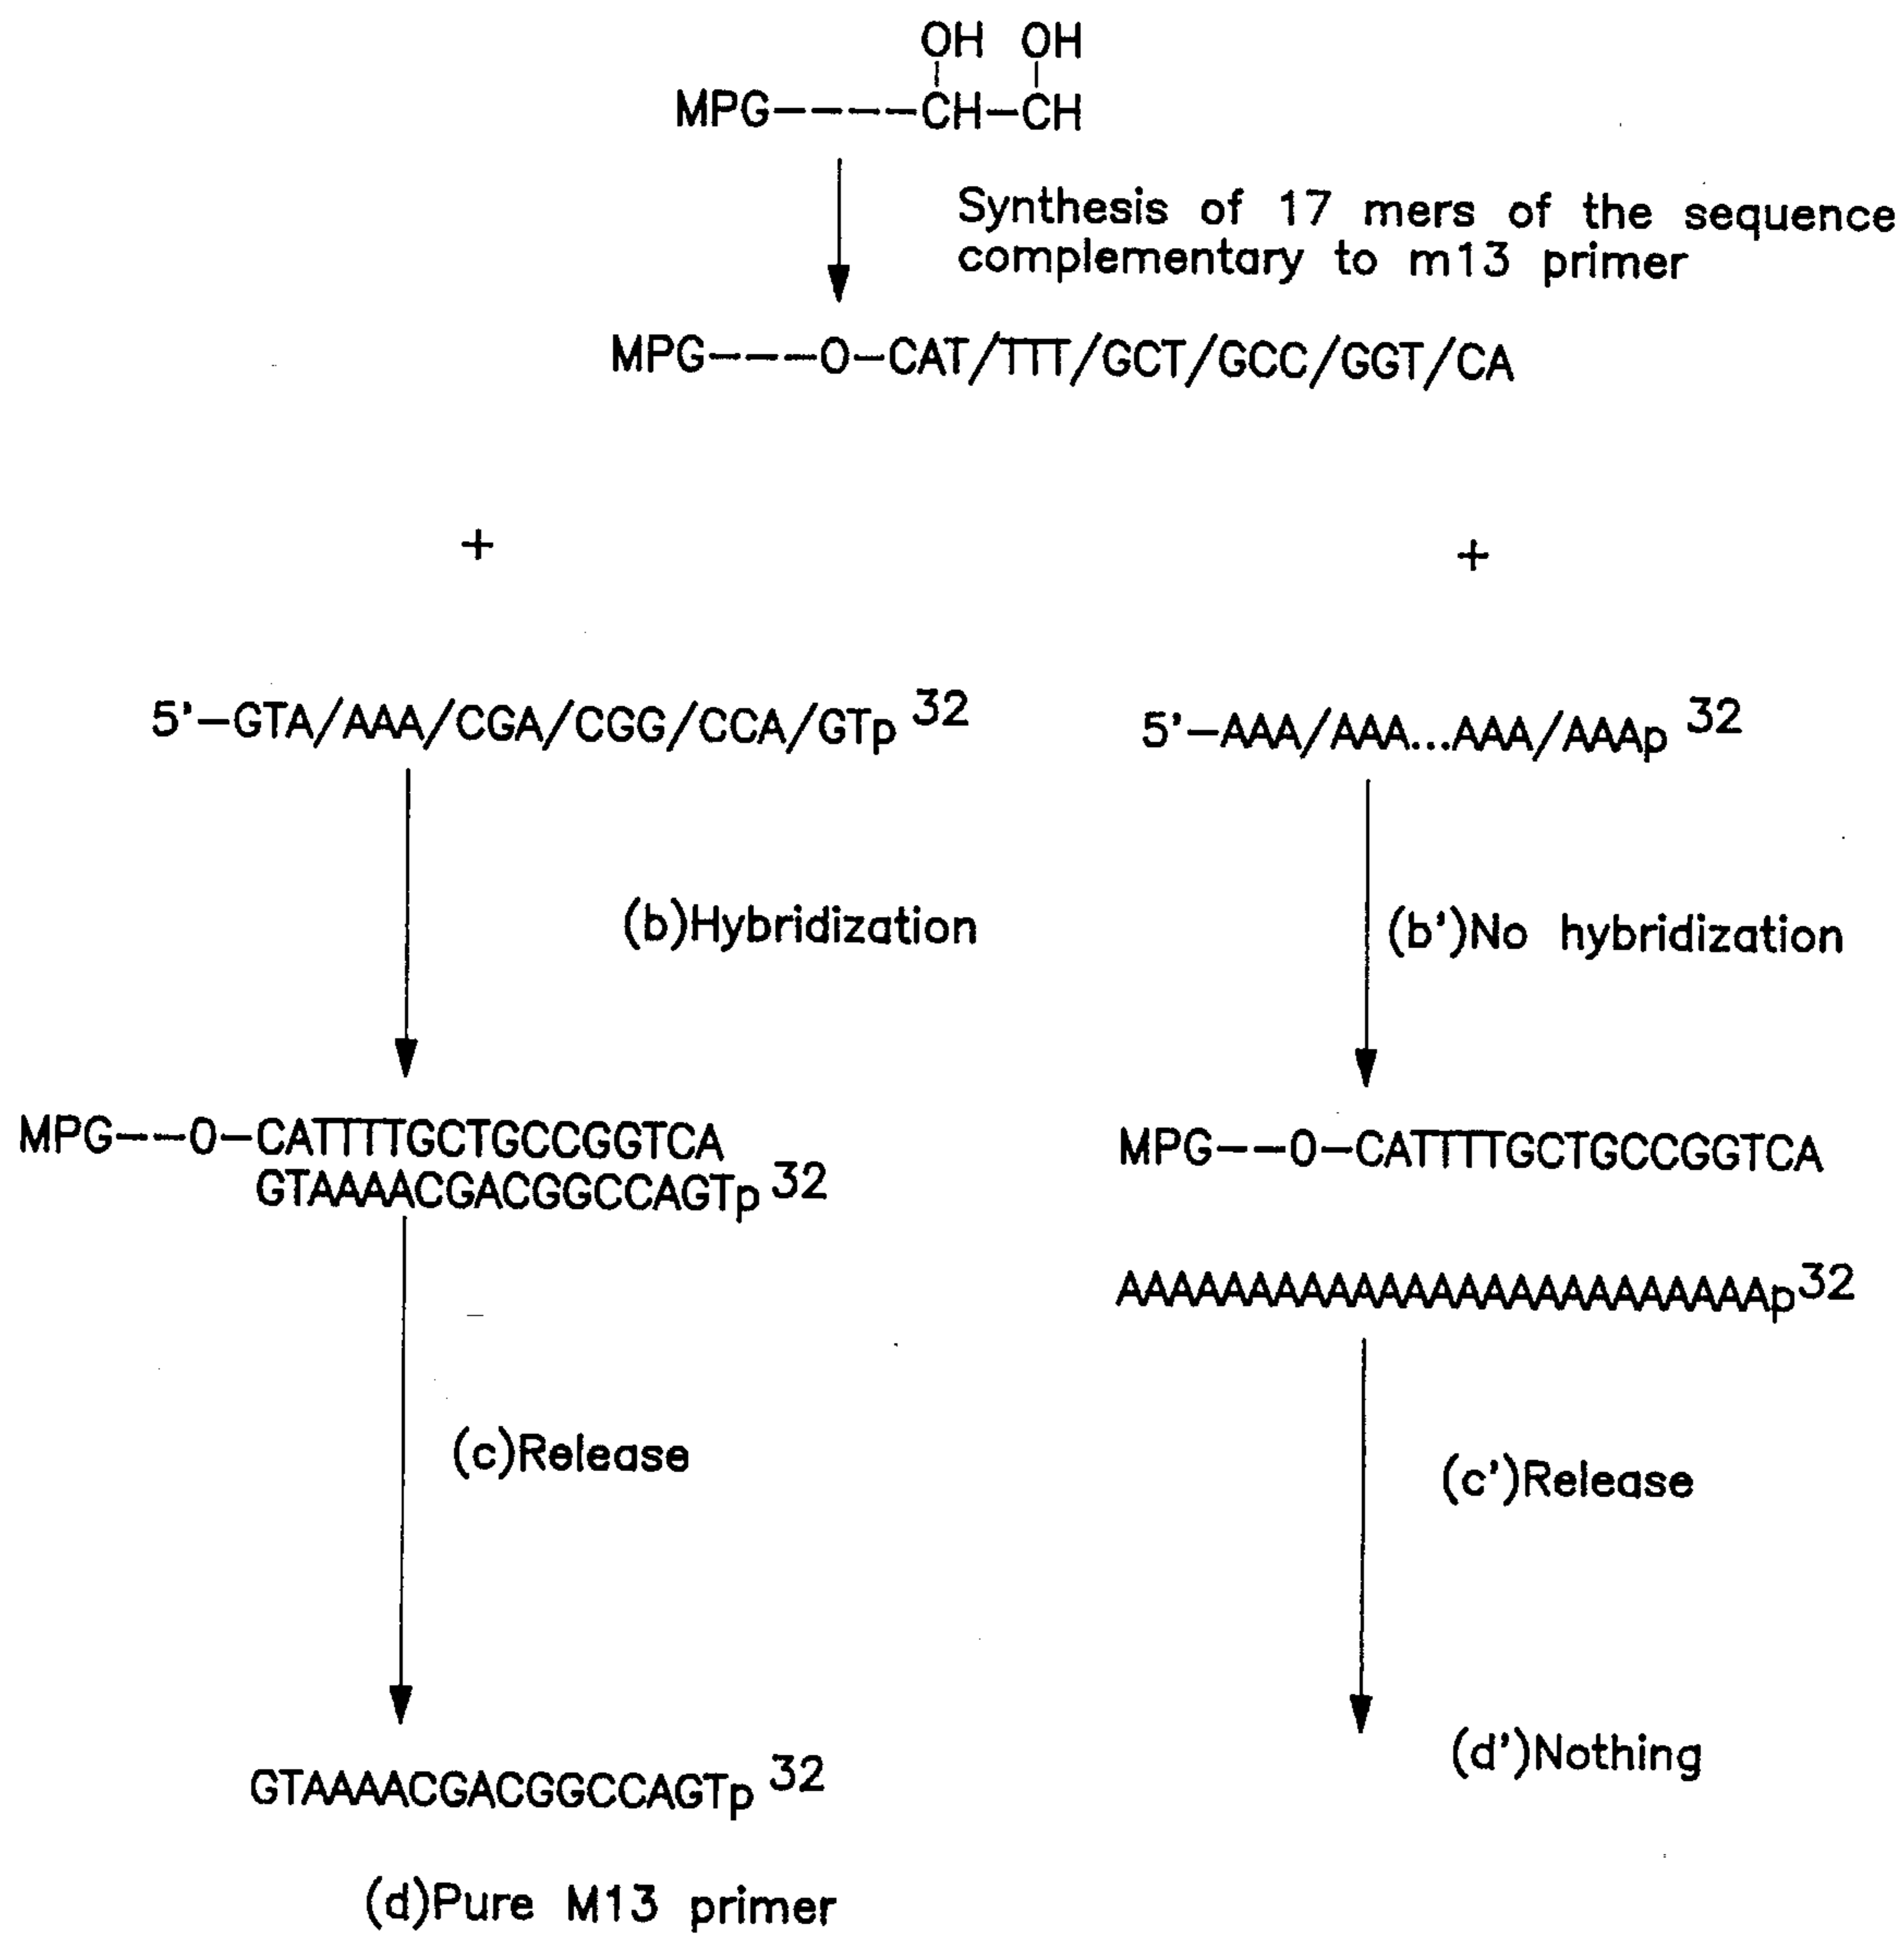 OH OH
MPG----CH-CH
Synthesis of 17 mers of the sequence
complementary to m13 primer
MPG---O-CAT/TTT/GCT/GCC/GGT/CA
+ +
5'-GTA/AAA/CGA/CGG/CCA/GTp 32
5'-AAA/AAA...AAA/AAAp 32
(b)Hybridization
(b')No hybridization
MPG--O-CATTTTGCTGCCGGTCA
GTAAAACGACGGCCAGTp 32
MPG--O-CATTTTGCTGCCGGTCA
AAAAAAAAAAAAAAAAAAAAAAAAAp32
(c)Release
(c')Release
(d')Nothing
GTAAAACGACGGCCAGTp 32
(d)Pure M13 primer